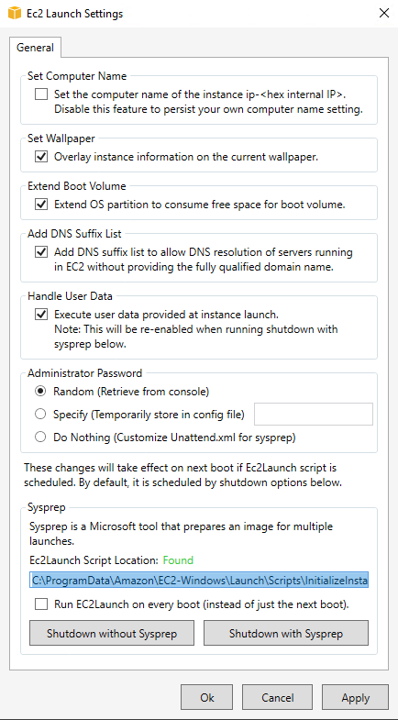 Ec2 Launch Settings
General
Set Computer Name
Set the computer name of the instance ip-<hex internal IP>.
Disable this feature to persist your own computer name setting.
Set Wallpaper
Overlay instance information on the current wallpaper.
Extend Boot Volume
Extend OS partition to consume free space for boot volume.
Add DNS Suffix List
Add DNS suffix list to allow DNS resolution of servers running
in EC2 without providing the fully qualified domain name.
Handle User Data
Execute user data provided at instance launch.
Note: This will be re-enabled when running shutdown with
sysprep below.
Administrator Password
Random (Retrieve from console)
Specify (Temporarily store in config file)
Do Nothing (Customize Unattend.xml for sysprep)
These changes will take effect on next boot if Ec2Launch script is
scheduled. By default, it is scheduled by shutdown options below.
Sysprep
Sysprep is a Microsoft tool that prepares an image for multiple
launches.
Ec2Launch Script Location: Found
C:\ProgramData\Amazon\EC2-Windows\Launch\Scripts\InitializeInsta
Run EC2Launch on every boot (instead of just the next boot).
Shutdown without Sysprep
Shutdown with Sysprep
Ok
Cancel
Apply